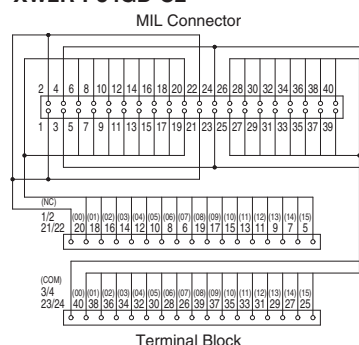 MIL Connector
2 4 6 8 10 12 14 16 18 20 22 24 26 28 30 32 34 36 38 40
1 3 5 7 9 11 13 15 17 19 21 23 25 27 29 31 33 35 37 39
(NC)
1/2 (00) (01) (02) (03) (04) (05) (06) (07) (08) (09) (10) (11) (12) (13) (14) (15)
21/22 20 18 16 14 12 10 8 6 19 17 15 13 11 9 7 5
(COM)
3/4 (00) (01) (02) (03) (04) (05) (06) (07) (08) (09) (10) (11) (12) (13) (14) (15)
23/24 40 38 36 34 32 30 28 26 39 37 35 33 31 29 27 25
Terminal Block